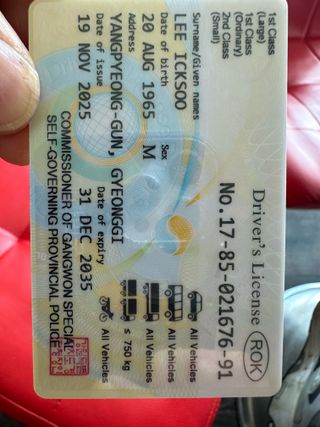 Driver's License ROK
No.17-85-021676-91
1st Class
(Large)
1st Class
(Ordinary)
2nd Class
(Small)
All Vehicles
All Vehicles
All Vehicles
≤ 750 kg
All Vehicles
Surname/Given names
LEE ICKSOO
Date of birth Sex
20 AUG 1965 M
Address
YANGPYEONG-GUN, GYEONGGI
Date of issue Date of expiry
19 NOV 2025 31 DEC 2035
COMMISSIONER OF GANGWON SPECIAL
SELF-GOVERNING PROVINCIAL POLICE